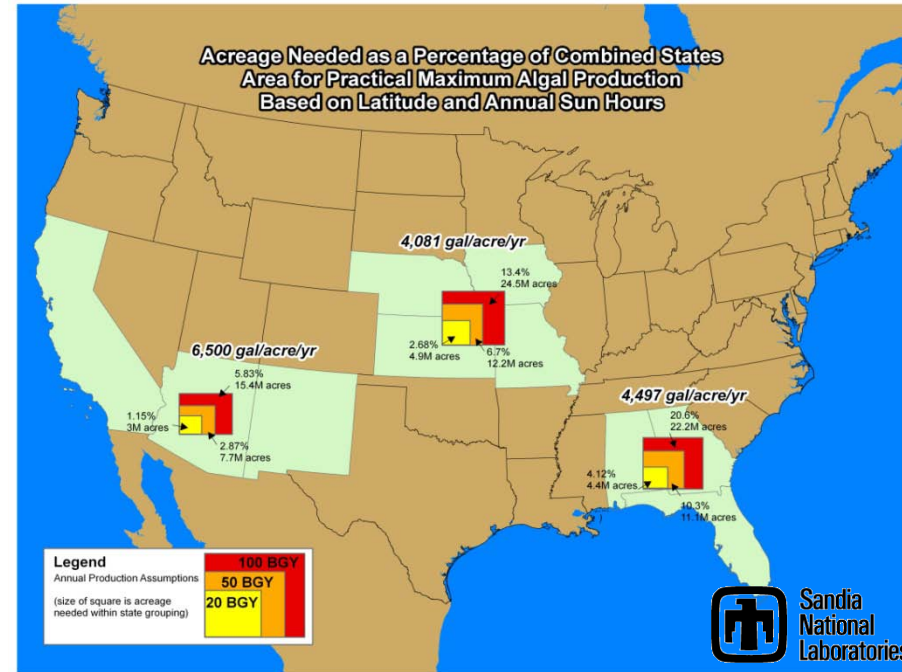 Acreage Needed as a Percentage of Combined States
Area for Practical Maximum Algal Production
Based on Latitude and Annual Sun Hours
4,081 gal/acre/yr
13.4%
24.5M acres
2.68%
4.9M acres
6.7%
12.2M acres
6,500 gal/acre/yr
5.83%
15.4M acres
1.15%
3M acres
2.87%
7.7M acres
4,497 gal/acre/yr
20.6%
22.2M acres
4.12%
4.4M acres
10.3%
11.1M acres
Legend
Annual Production Assumptions
(size of square is acreage
needed within state grouping)
100 BGY
50 BGY
20 BGY
Sandia
National
Laboratories